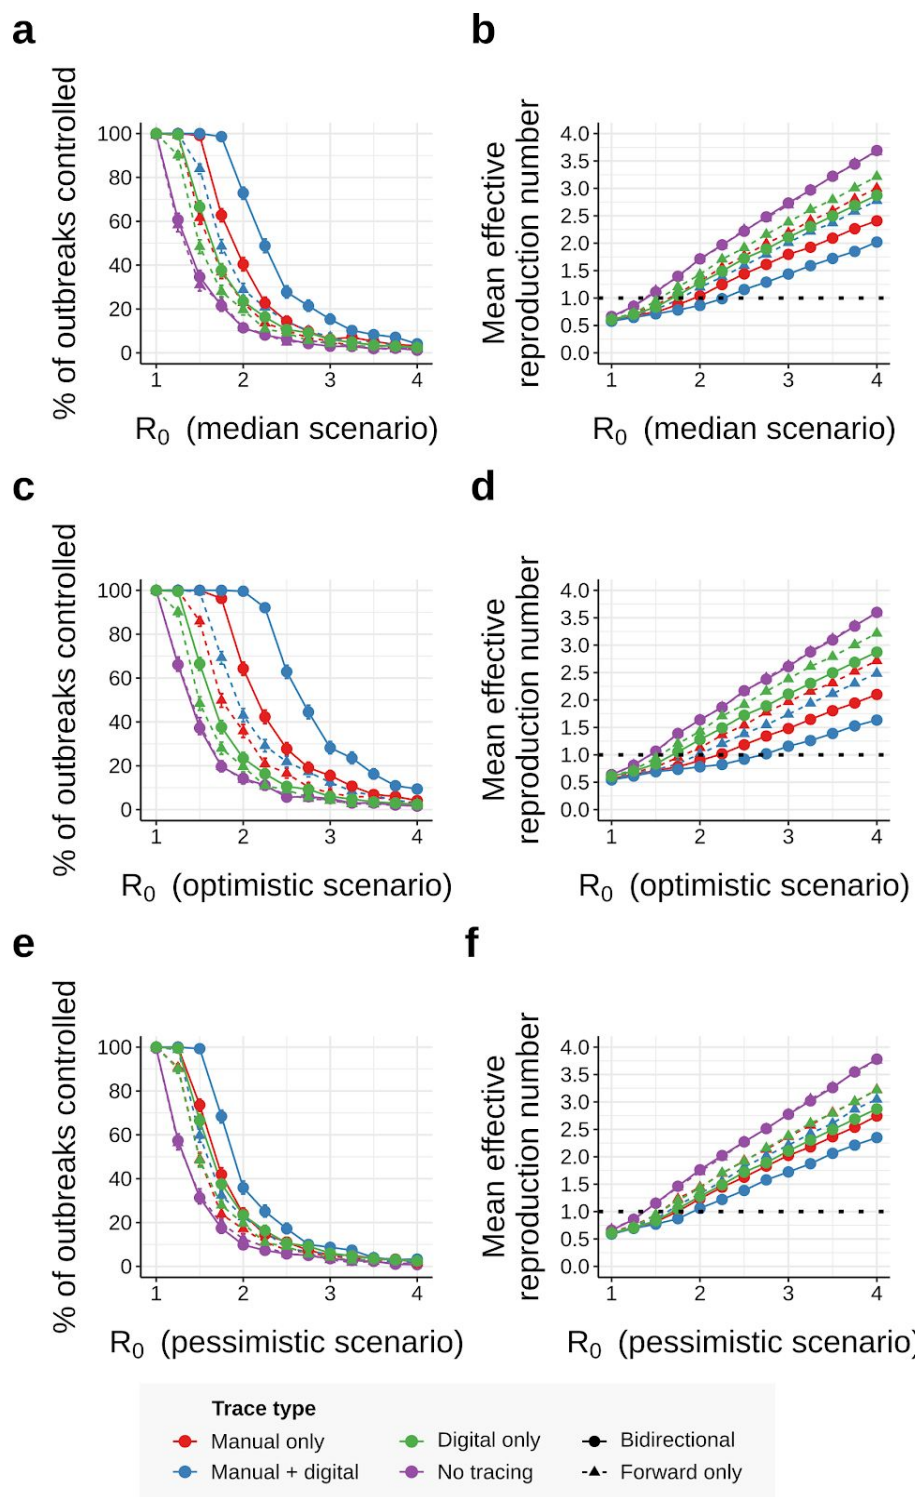 a
% of outbreaks controlled
100
80
60
40
20
0
1 2 3 4
R0 (median scenario)
b
Mean effective
reproduction number
4.0
3.5
3.0
2.5
2.0
1.5
1.0
0.5
0.0
1 2 3 4
R0 (median scenario)
c
% of outbreaks controlled
100
80
60
40
20
0
1 2 3 4
R0 (optimistic scenario)
d
Mean effective
reproduction number
4.0
3.5
3.0
2.5
2.0
1.5
1.0
0.5
0.0
1 2 3 4
R0 (optimistic scenario)
e
% of outbreaks controlled
100
80
60
40
20
0
1 2 3 4
R0 (pessimistic scenario)
f
Mean effective
reproduction number
4.0
3.5
3.0
2.5
2.0
1.5
1.0
0.5
0.0
1 2 3 4
R0 (pessimistic scenario)
Trace type
Manual only Digital only Bidirectional
Manual + digital No tracing Forward only